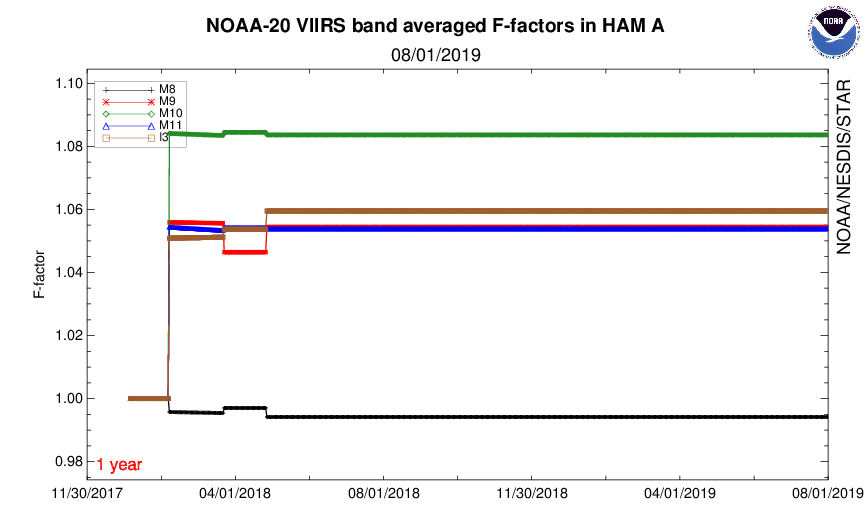 NOAA-20 VIIRS band averaged F-factors in HAM A
08/01/2019
NOAA
1.10
1.08
1.06
1.04
1.02
1.00
0.98
F-factor
M8
M9
M10
M11
I3
1 year
11/30/2017
04/01/2018
08/01/2018
11/30/2018
04/01/2019
08/01/2019
NOAA/NESDIS/STAR